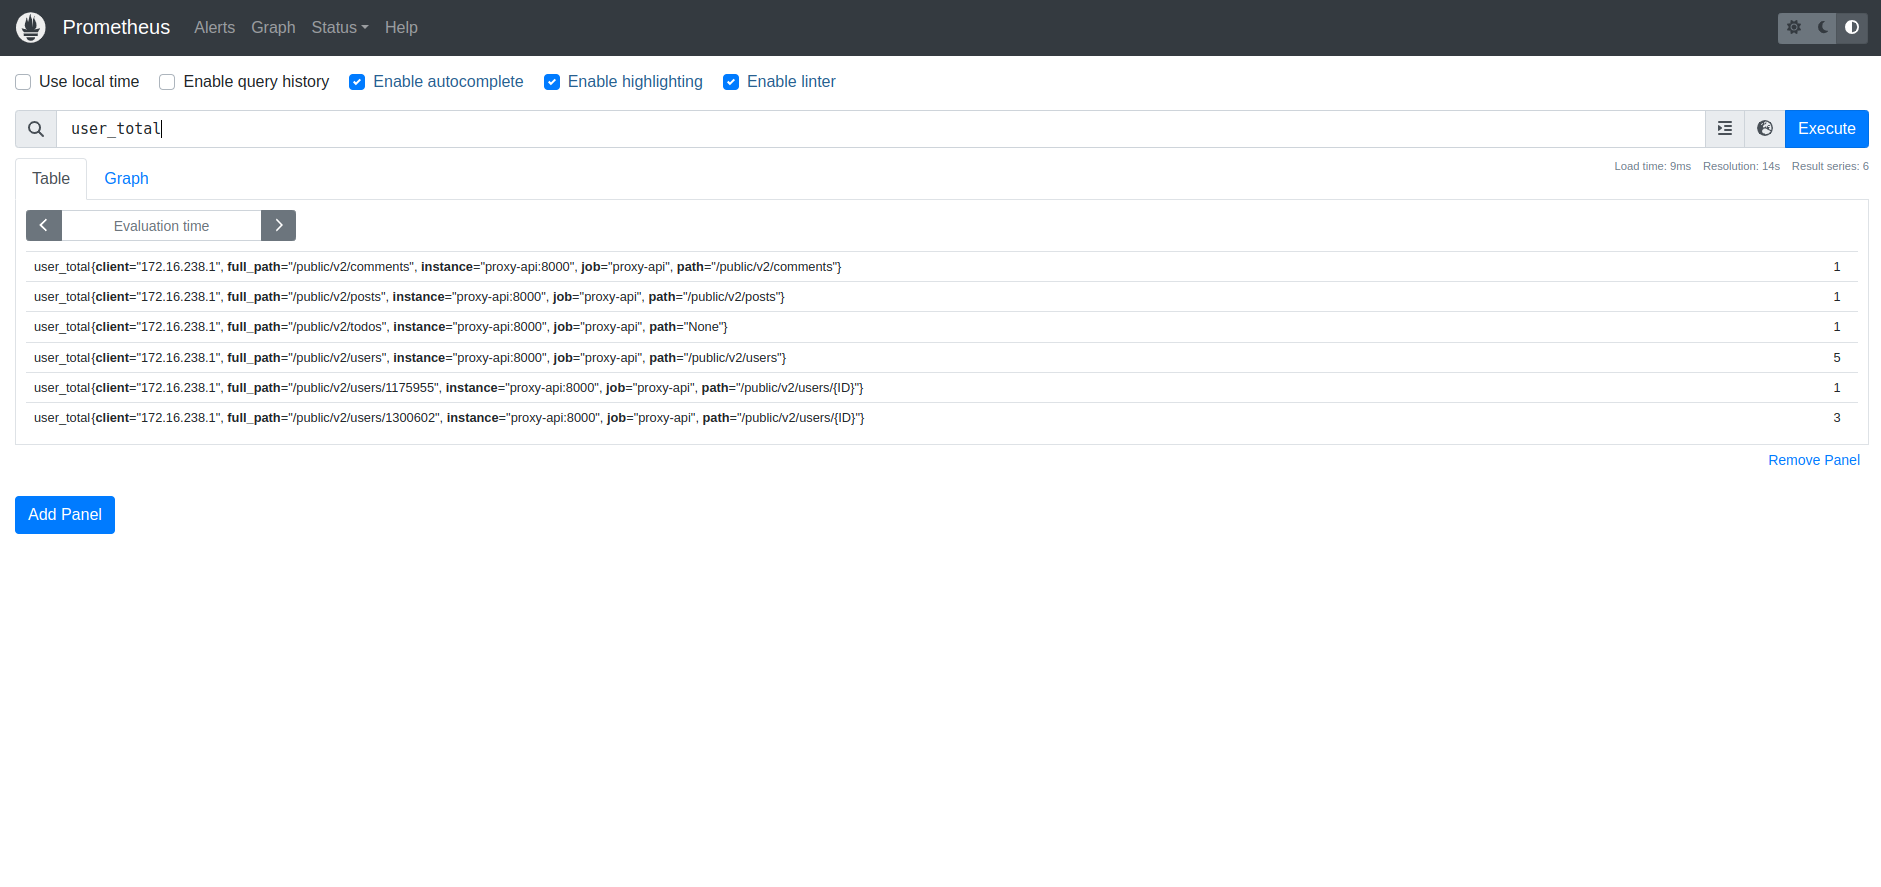 Prometheus Alerts Graph Status Help
Use local time Enable query history Enable autocomplete Enable highlighting Enable linter
user_total Execute
Table Graph Load time: 9ms Resolution: 14s Result series: 6
Evaluation time
user_total{client="172.16.238.1", full_path="/public/v2/comments", instance="proxy-api:8000", job="proxy-api", path="/public/v2/comments"} 1
user_total{client="172.16.238.1", full_path="/public/v2/posts", instance="proxy-api:8000", job="proxy-api", path="/public/v2/posts"} 1
user_total{client="172.16.238.1", full_path="/public/v2/todos", instance="proxy-api:8000", job="proxy-api", path="None"} 1
user_total{client="172.16.238.1", full_path="/public/v2/users", instance="proxy-api:8000", job="proxy-api", path="/public/v2/users"} 5
user_total{client="172.16.238.1", full_path="/public/v2/users/1175955", instance="proxy-api:8000", job="proxy-api", path="/public/v2/users/{ID}"} 1
user_total{client="172.16.238.1", full_path="/public/v2/users/1300602", instance="proxy-api:8000", job="proxy-api", path="/public/v2/users/{ID}"} 3
Remove Panel
Add Panel